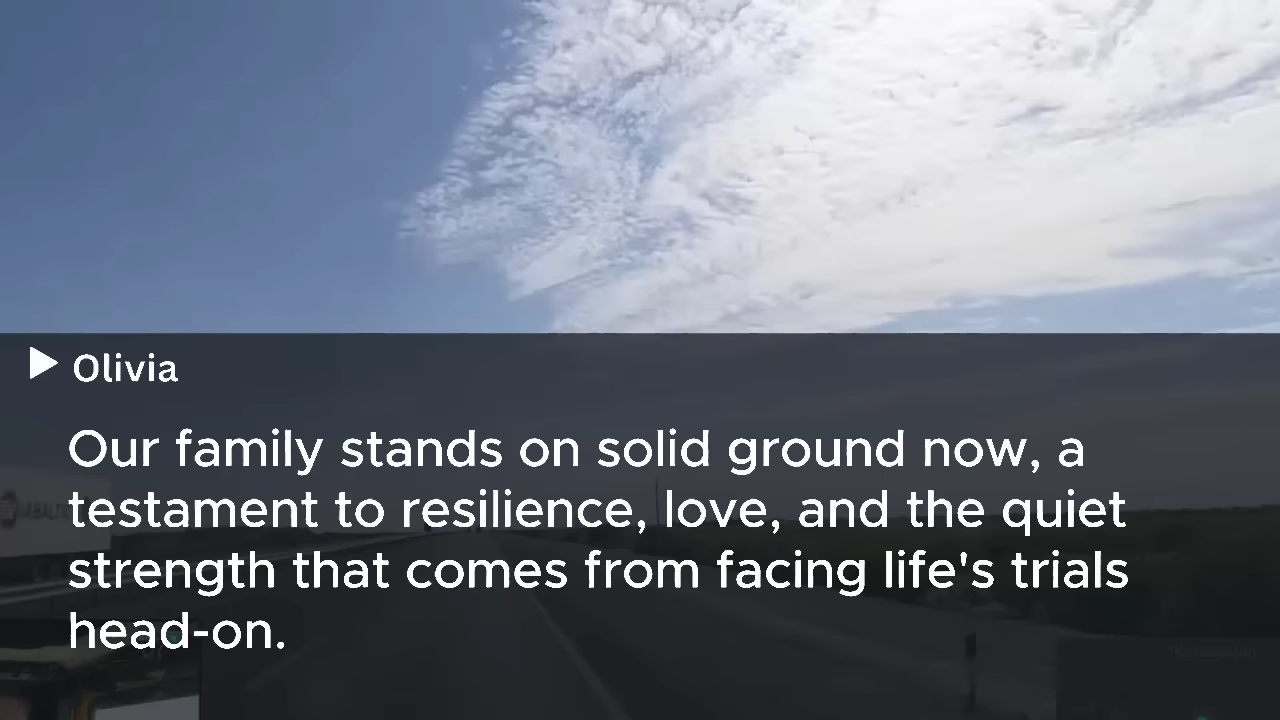 Olivia
Our family stands on solid ground now, a
testament to resilience, love, and the quiet
strength that comes from facing life's trials
head-on.